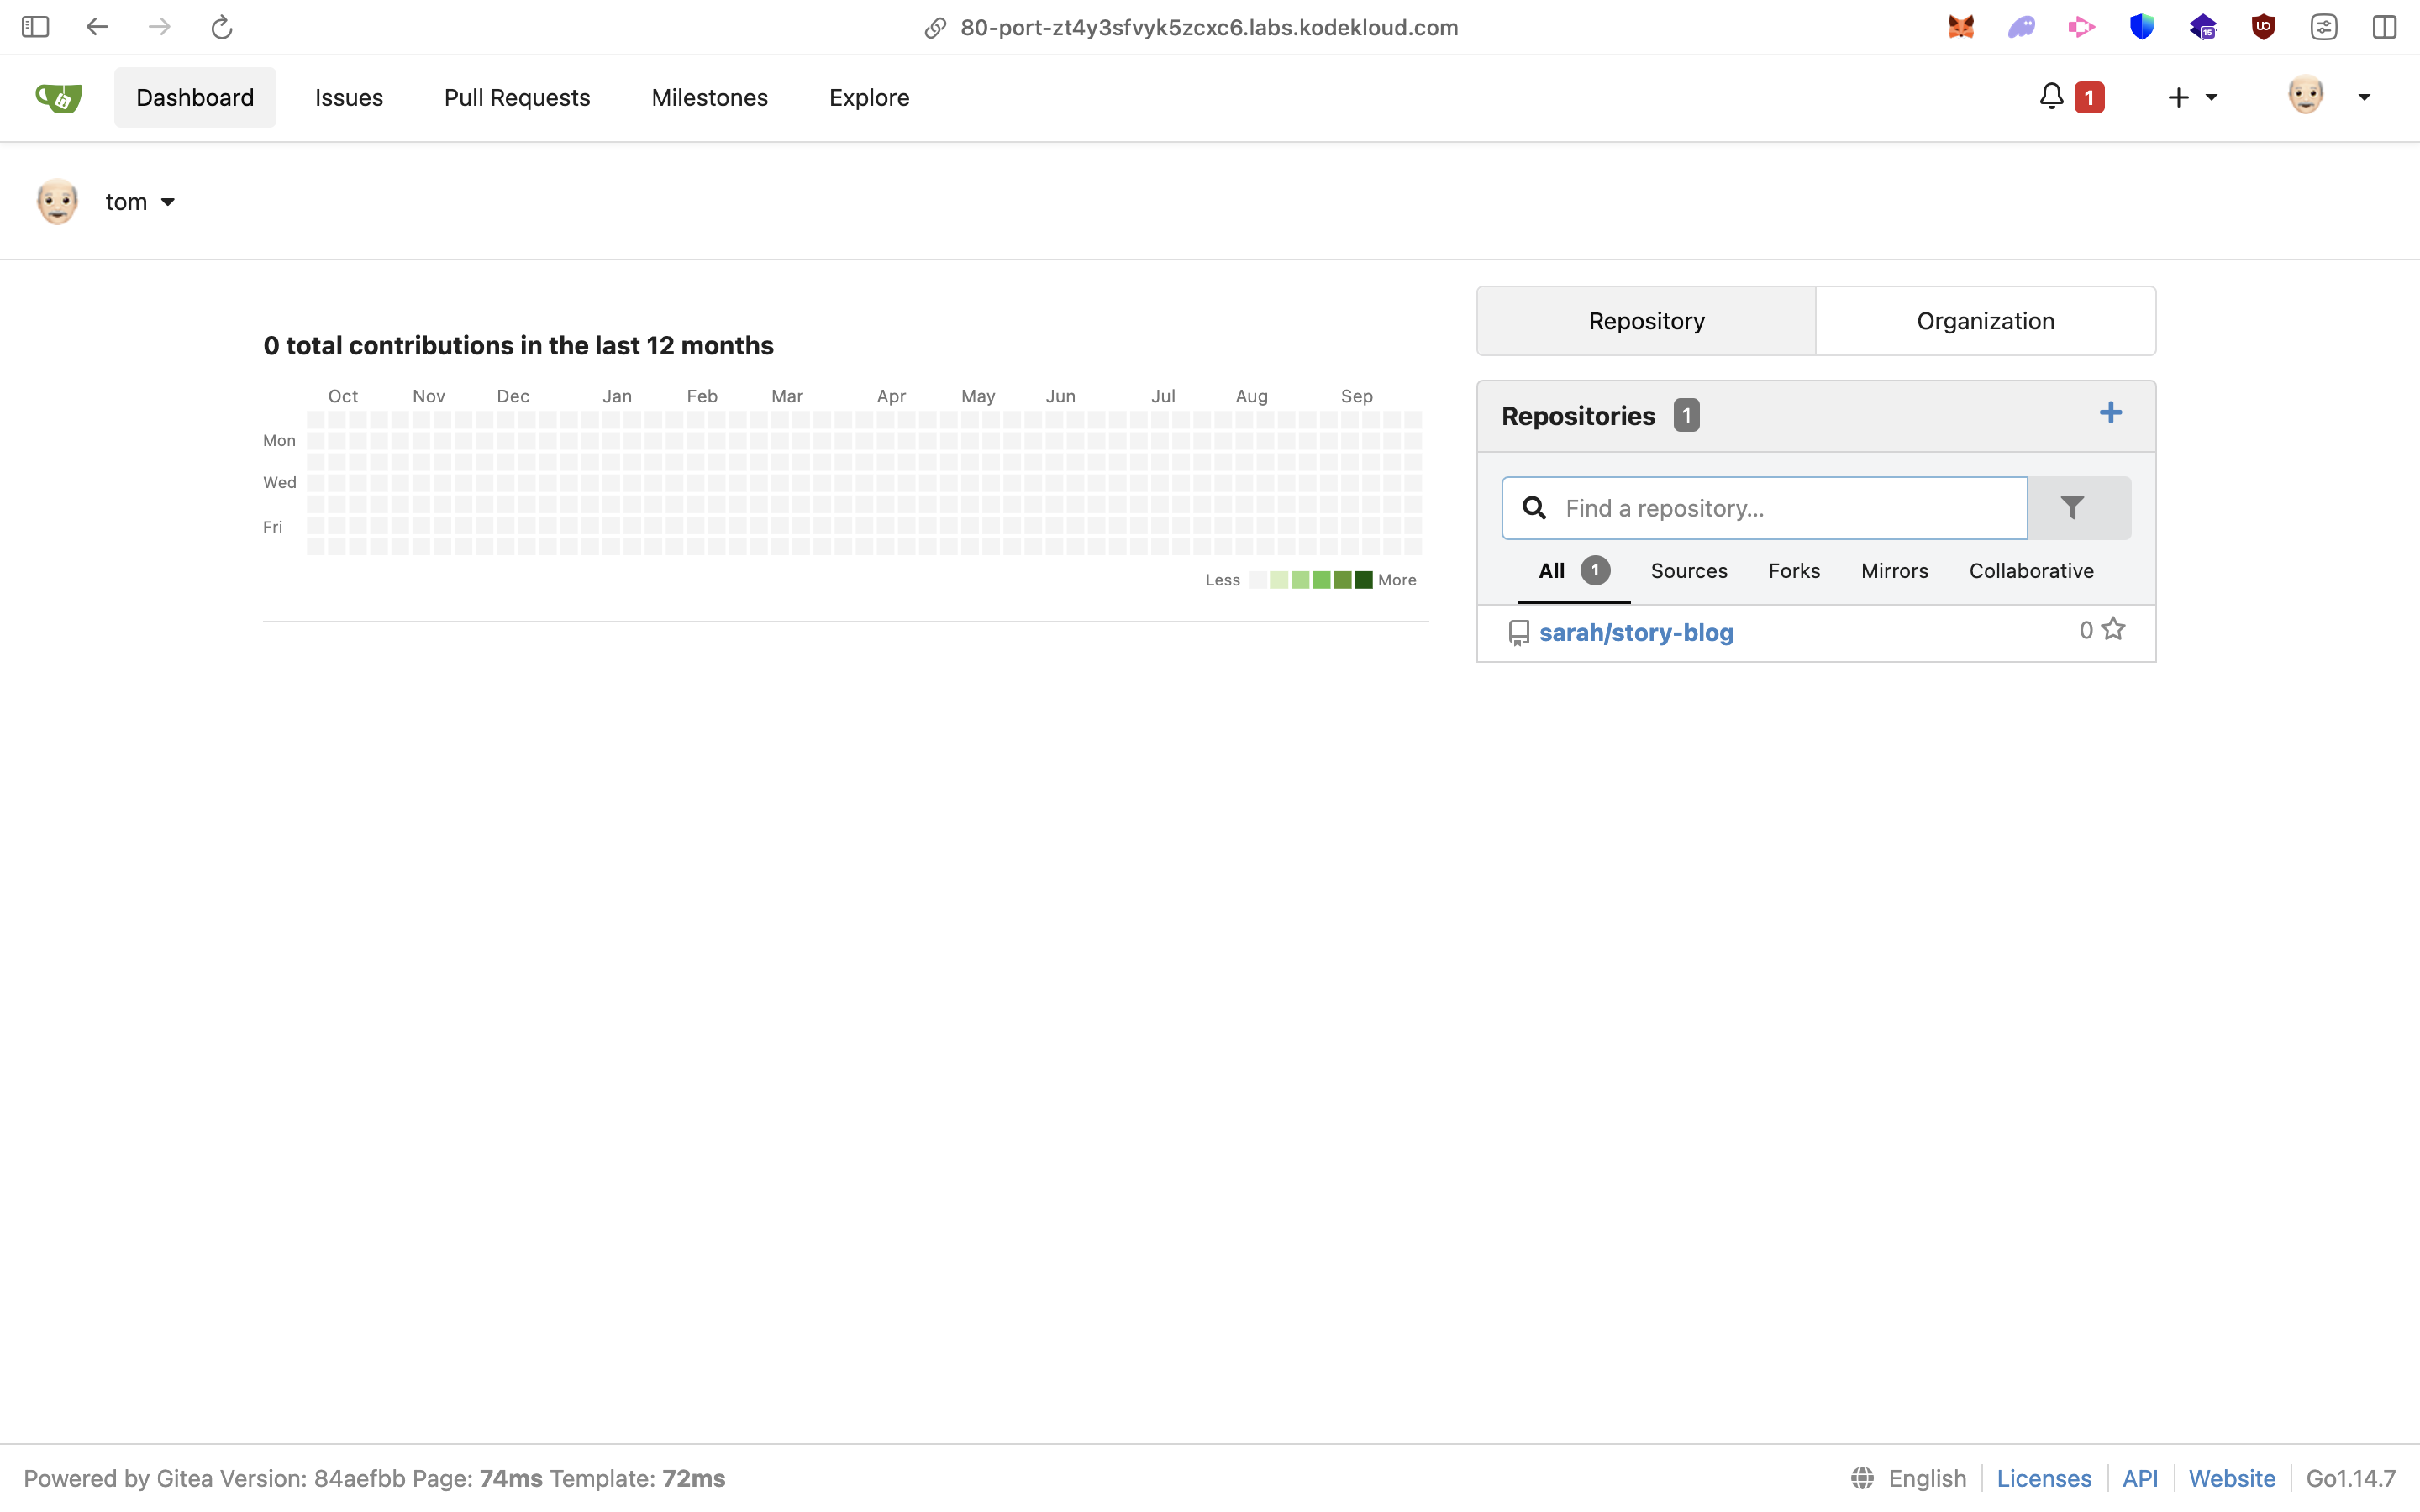 80-port-zt4y3sfvyk5zcxc6.labs.kodekloud.com
15
Dashboard Issues Pull Requests Milestones Explore 1
tom
Repository Organization
0 total contributions in the last 12 months
Oct Nov Dec Jan Feb Mar Apr May Jun Jul Aug Sep
Mon
Wed
Fri
Less More
Repositories 1
Find a repository...
All 1 Sources Forks Mirrors Collaborative
sarah/story-blog 0
Powered by Gitea Version: 84aefbb Page: 74ms Template: 72ms
English Licenses API Website Go1.14.7